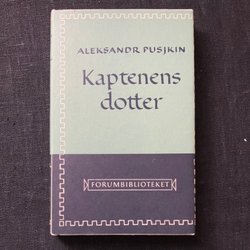 ALEKSANDR PUSJKIN
Kaptenens
dotter
FORUMBIBLIOTEKET